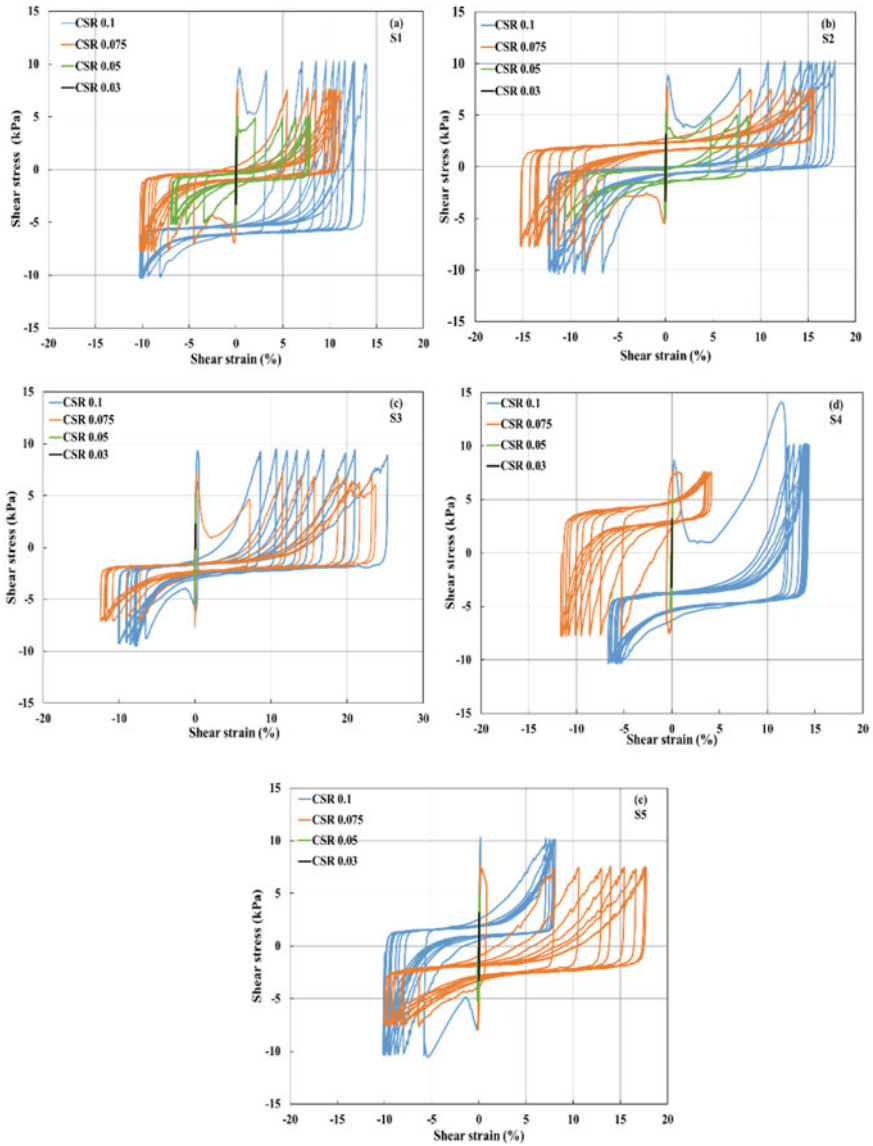 (a)
S1
CSR 0.1
CSR 0.075
CSR 0.05
CSR 0.03
Shear stress (kPa)
15
10
5
0
-5
-10
-15
-20 -15 -10 -5 0 5 10 15 20
Shear strain (%)
(b)
S2
CSR 0.1
CSR 0.075
CSR 0.05
CSR 0.03
Shear stress (kPa)
15
10
5
0
-5
-10
-15
-20 -15 -10 -5 0 5 10 15 20
Shear strain (%)
(c)
S3
CSR 0.1
CSR 0.075
CSR 0.05
CSR 0.03
Shear stress (kPa)
15
10
5
0
-5
-10
-15
-20 -10 0 10 20 30
Shear strain (%)
(d)
S4
CSR 0.1
CSR 0.075
CSR 0.05
CSR 0.03
Shear stress (kPa)
15
10
5
0
-5
-10
-15
-20 -15 -10 -5 0 5 10 15 20
Shear strain (%)
(e)
S5
CSR 0.1
CSR 0.075
CSR 0.05
CSR 0.03
Shear stress (kPa)
15
10
5
0
-5
-10
-15
-20 -15 -10 -5 0 5 10 15 20
Shear strain (%)